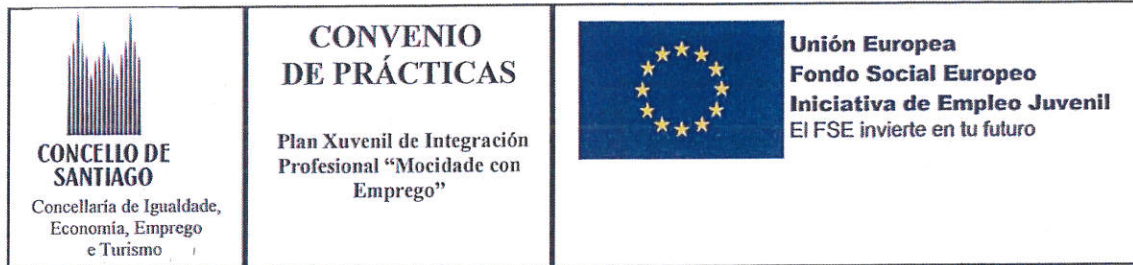 CONCELLO DE
SANTIAGO
Concellaría de Igualdade,
Economía, Emprego
e Turismo
CONVENIO
DE PRÁCTICAS
Plan Xuvenil de Integración
Profesional “Mocidade con
Emprego”
Unión Europea
Fondo Social Europeo
Iniciativa de Empleo Juvenil
El FSE invierte en tu futuro